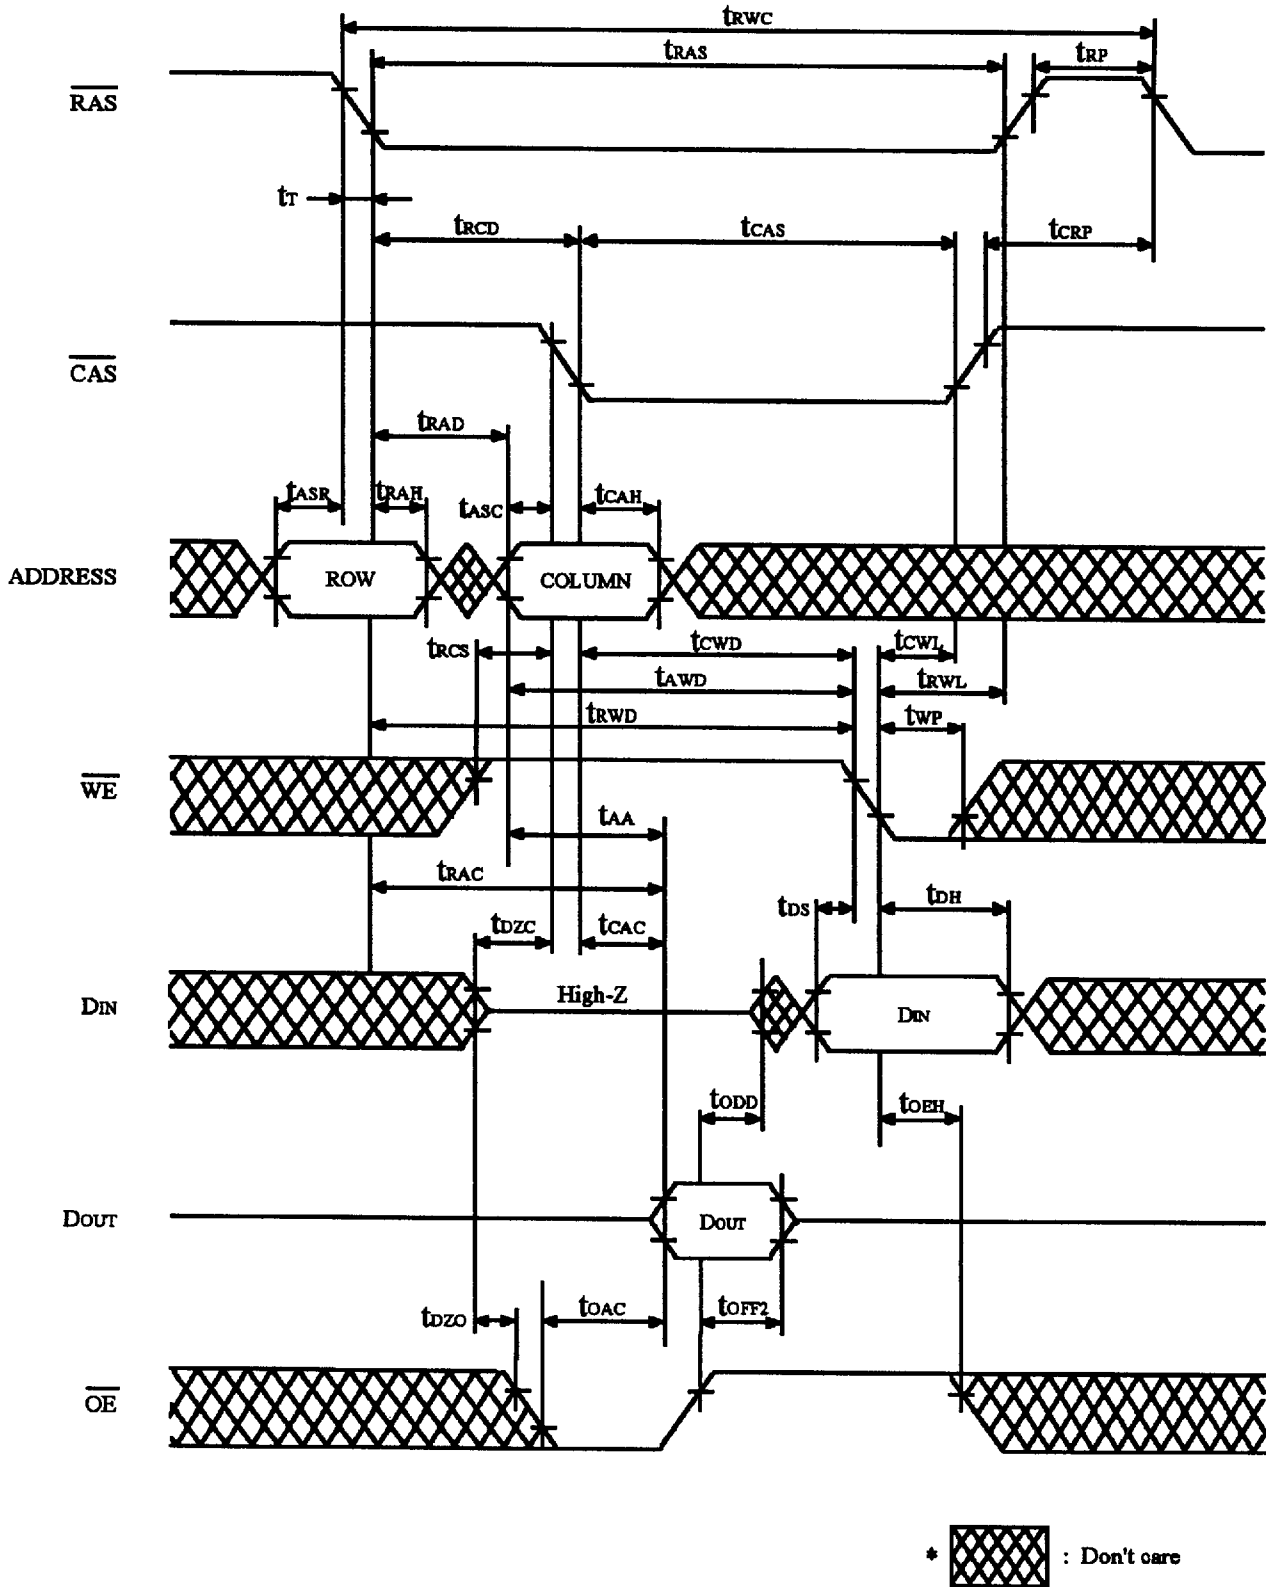 tRWC
tRAS
tRP
RAS
tT
tRCD
tCAS
tCRP
CAS
tRAD
tASR
tRAH
tASC
tCAH
ADDRESS
ROW
COLUMN
tRCS
tCWD
tCWL
tAWD
tRWL
tRWD
tWP
WE
tAA
tRAC
tDS
tDH
tDZC
tCAC
DIN
High-Z
DIN
tODD
tOEH
DOUT
DOUT
tDZO
tOAC
tOFF2
OE
* : Don't care